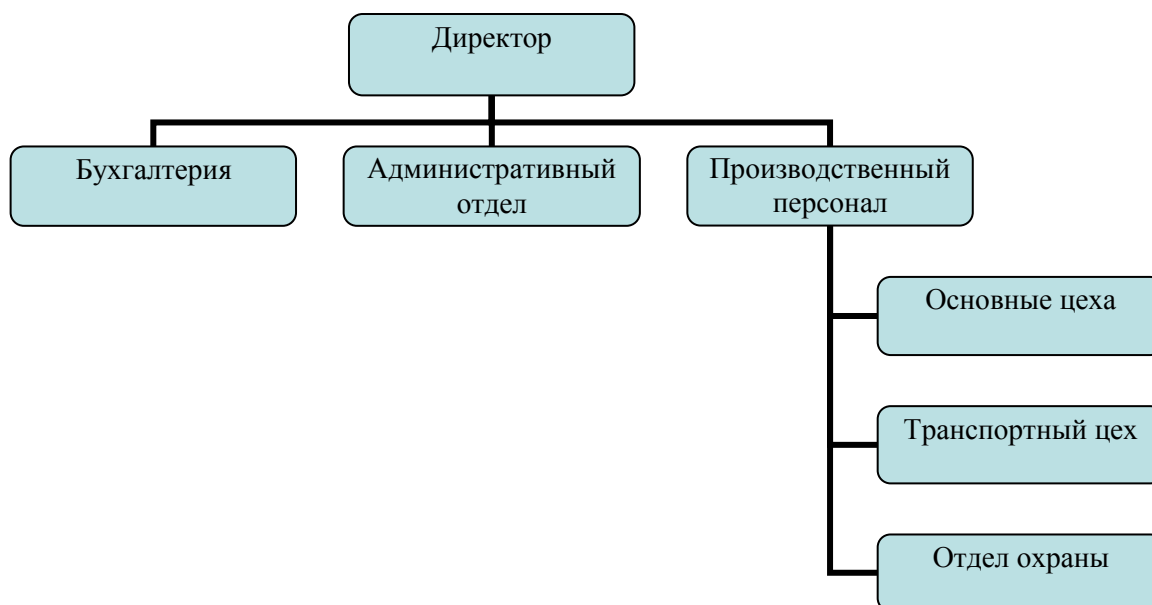 Директор
Бухгалтерия
Административный
отдел
Производственный
персонал
Основные цеха
Транспортный цех
Отдел охраны